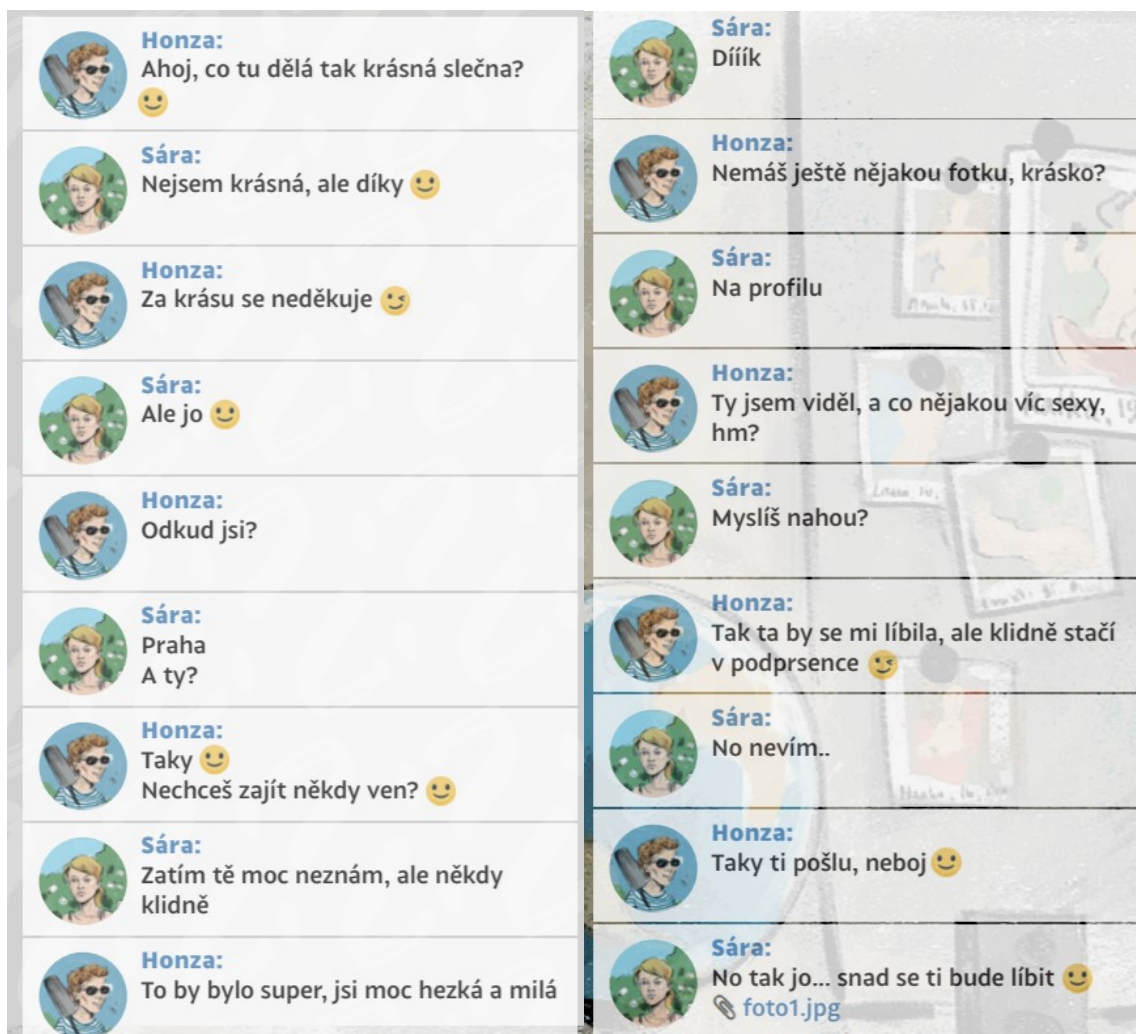 Honza:
Ahoj, co tu dělá tak krásná slečna?
🙂
Sára:
Nejsem krásná, ale díky 🙂
Honza:
Za krásu se neděkuje 😉
Sára:
Ale jo 🙂
Honza:
Odkud jsi?
Sára:
Praha
A ty?
Honza:
Taky 🙂
Nechceš zajít někdy ven? 🙂
Sára:
Zatím tě moc neznám, ale někdy
klidně
Honza:
To by bylo super, jsi moc hezká a milá
Sára:
Dííík
Honza:
Nemáš ještě nějakou fotku, krásko?
Sára:
Na profilu
Honza:
Ty jsem viděl, a co nějakou víc sexy,
hm?
Sára:
Myslíš nahou?
Honza:
Tak ta by se mi líbila, ale klidně stačí
v podprsence 😉
Sára:
No nevím..
Honza:
Taky ti pošlu, neboj 🙂
Sára:
No tak jo... snad se ti bude líbit 🙂
foto1.jpg